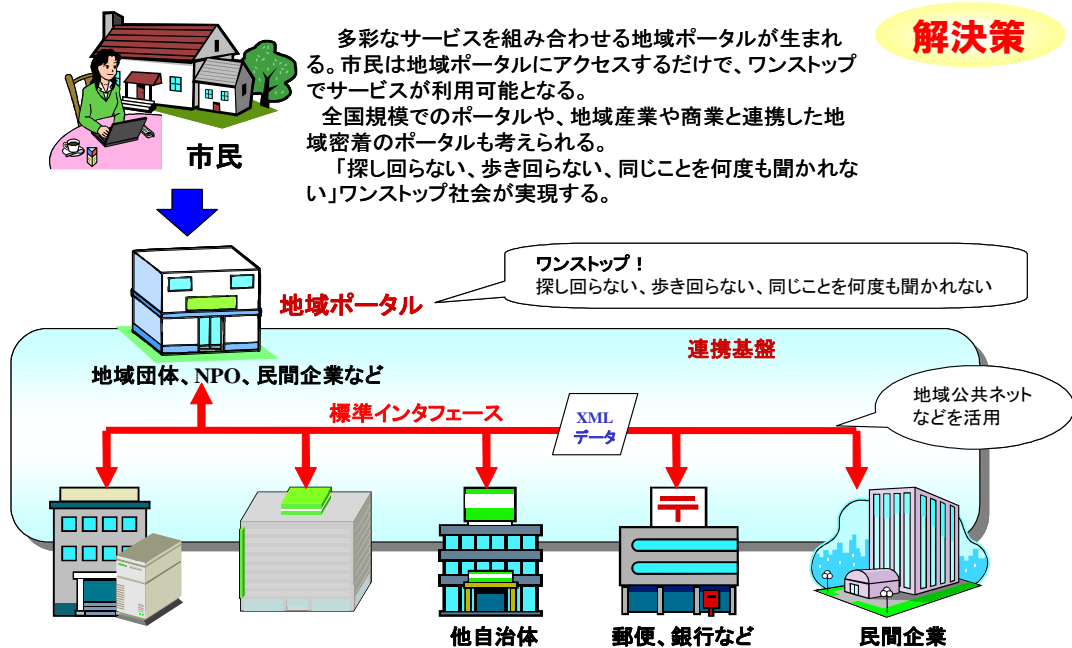 解決策
多彩なサービスを組み合わせる地域ポータルが生まれ
る。市民は地域ポータルにアクセスするだけで、ワンストップ
でサービスが利用可能となる。
全国規模でのポータルや、地域産業や商業と連携した地
域密着のポータルも考えられる。
「探し回らない、歩き回らない、同じことを何度も聞かれな
い」ワンストップ社会が実現する。
市民
ワンストップ！
探し回らない、歩き回らない、同じことを何度も聞かれない
地域ポータル
連携基盤
地域団体、NPO、民間企業など
標準インタフェース
XML
データ
地域公共ネット
などを活用
〒
他自治体
郵便、銀行など
民間企業